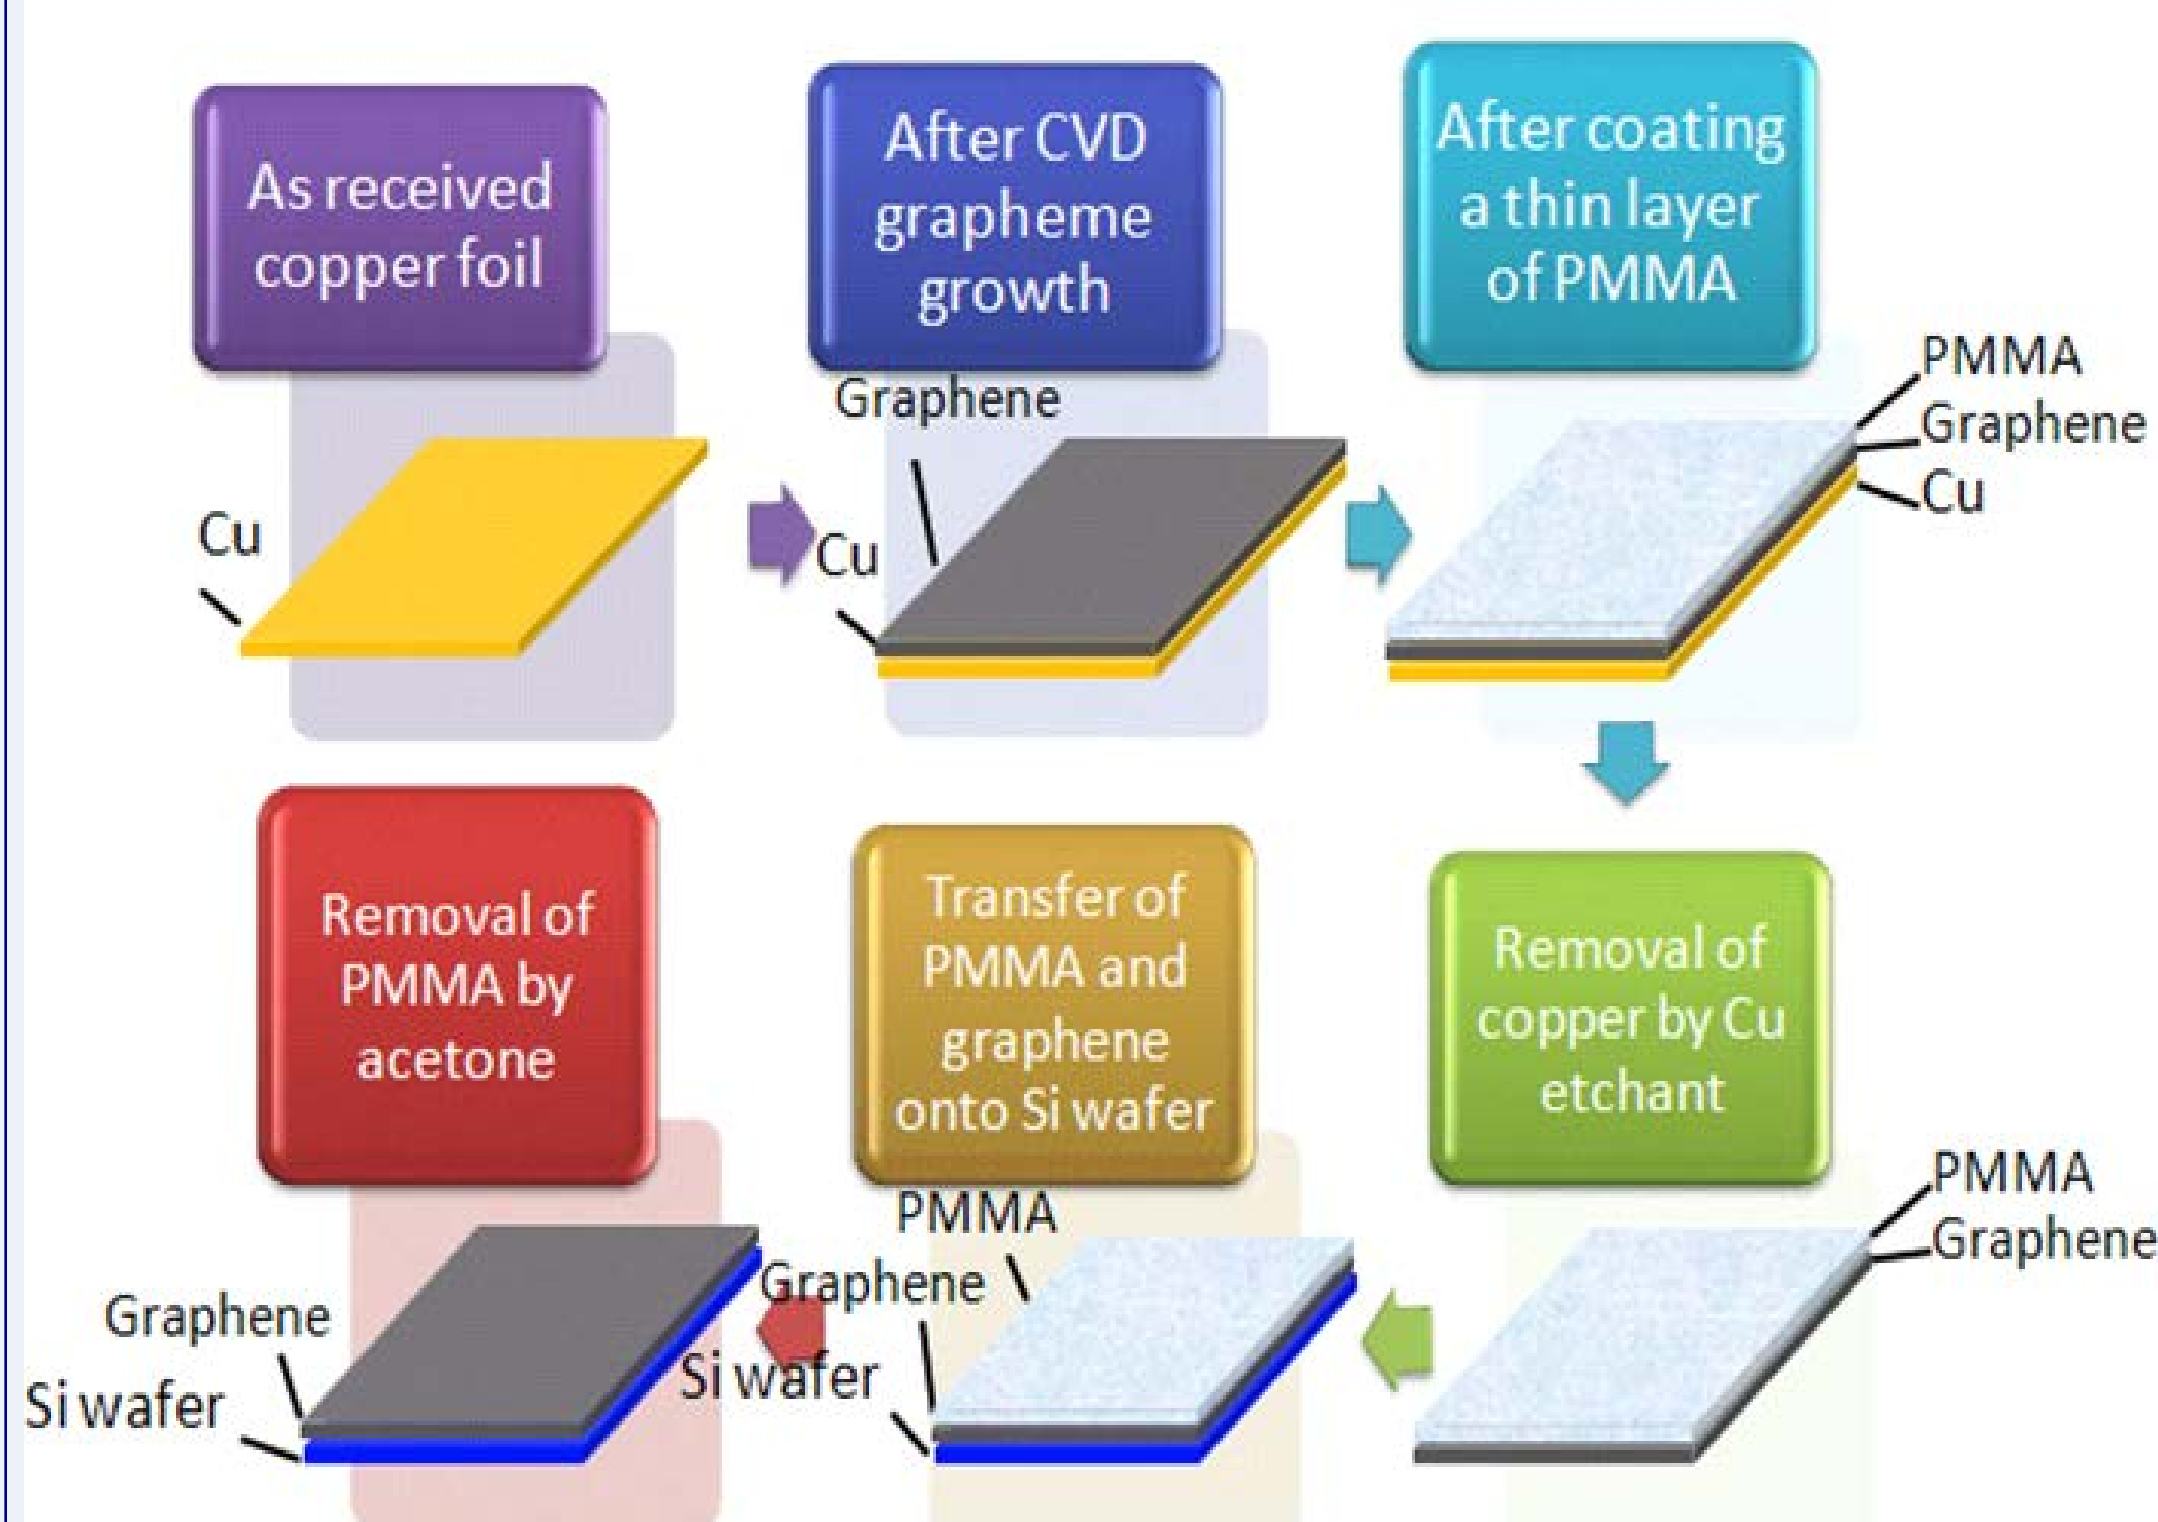 As received
copper foil
Cu
After CVD
grapheme
growth
Graphene
Cu
After coating
a thin layer
of PMMA
PMMA
Graphene
Cu
Removal of
copper by Cu
etchant
PMMA
Graphene
Transfer of
PMMA and
graphene
onto Si wafer
PMMA
Graphene
Si wafer
Removal of
PMMA by
acetone
Graphene
Si wafer